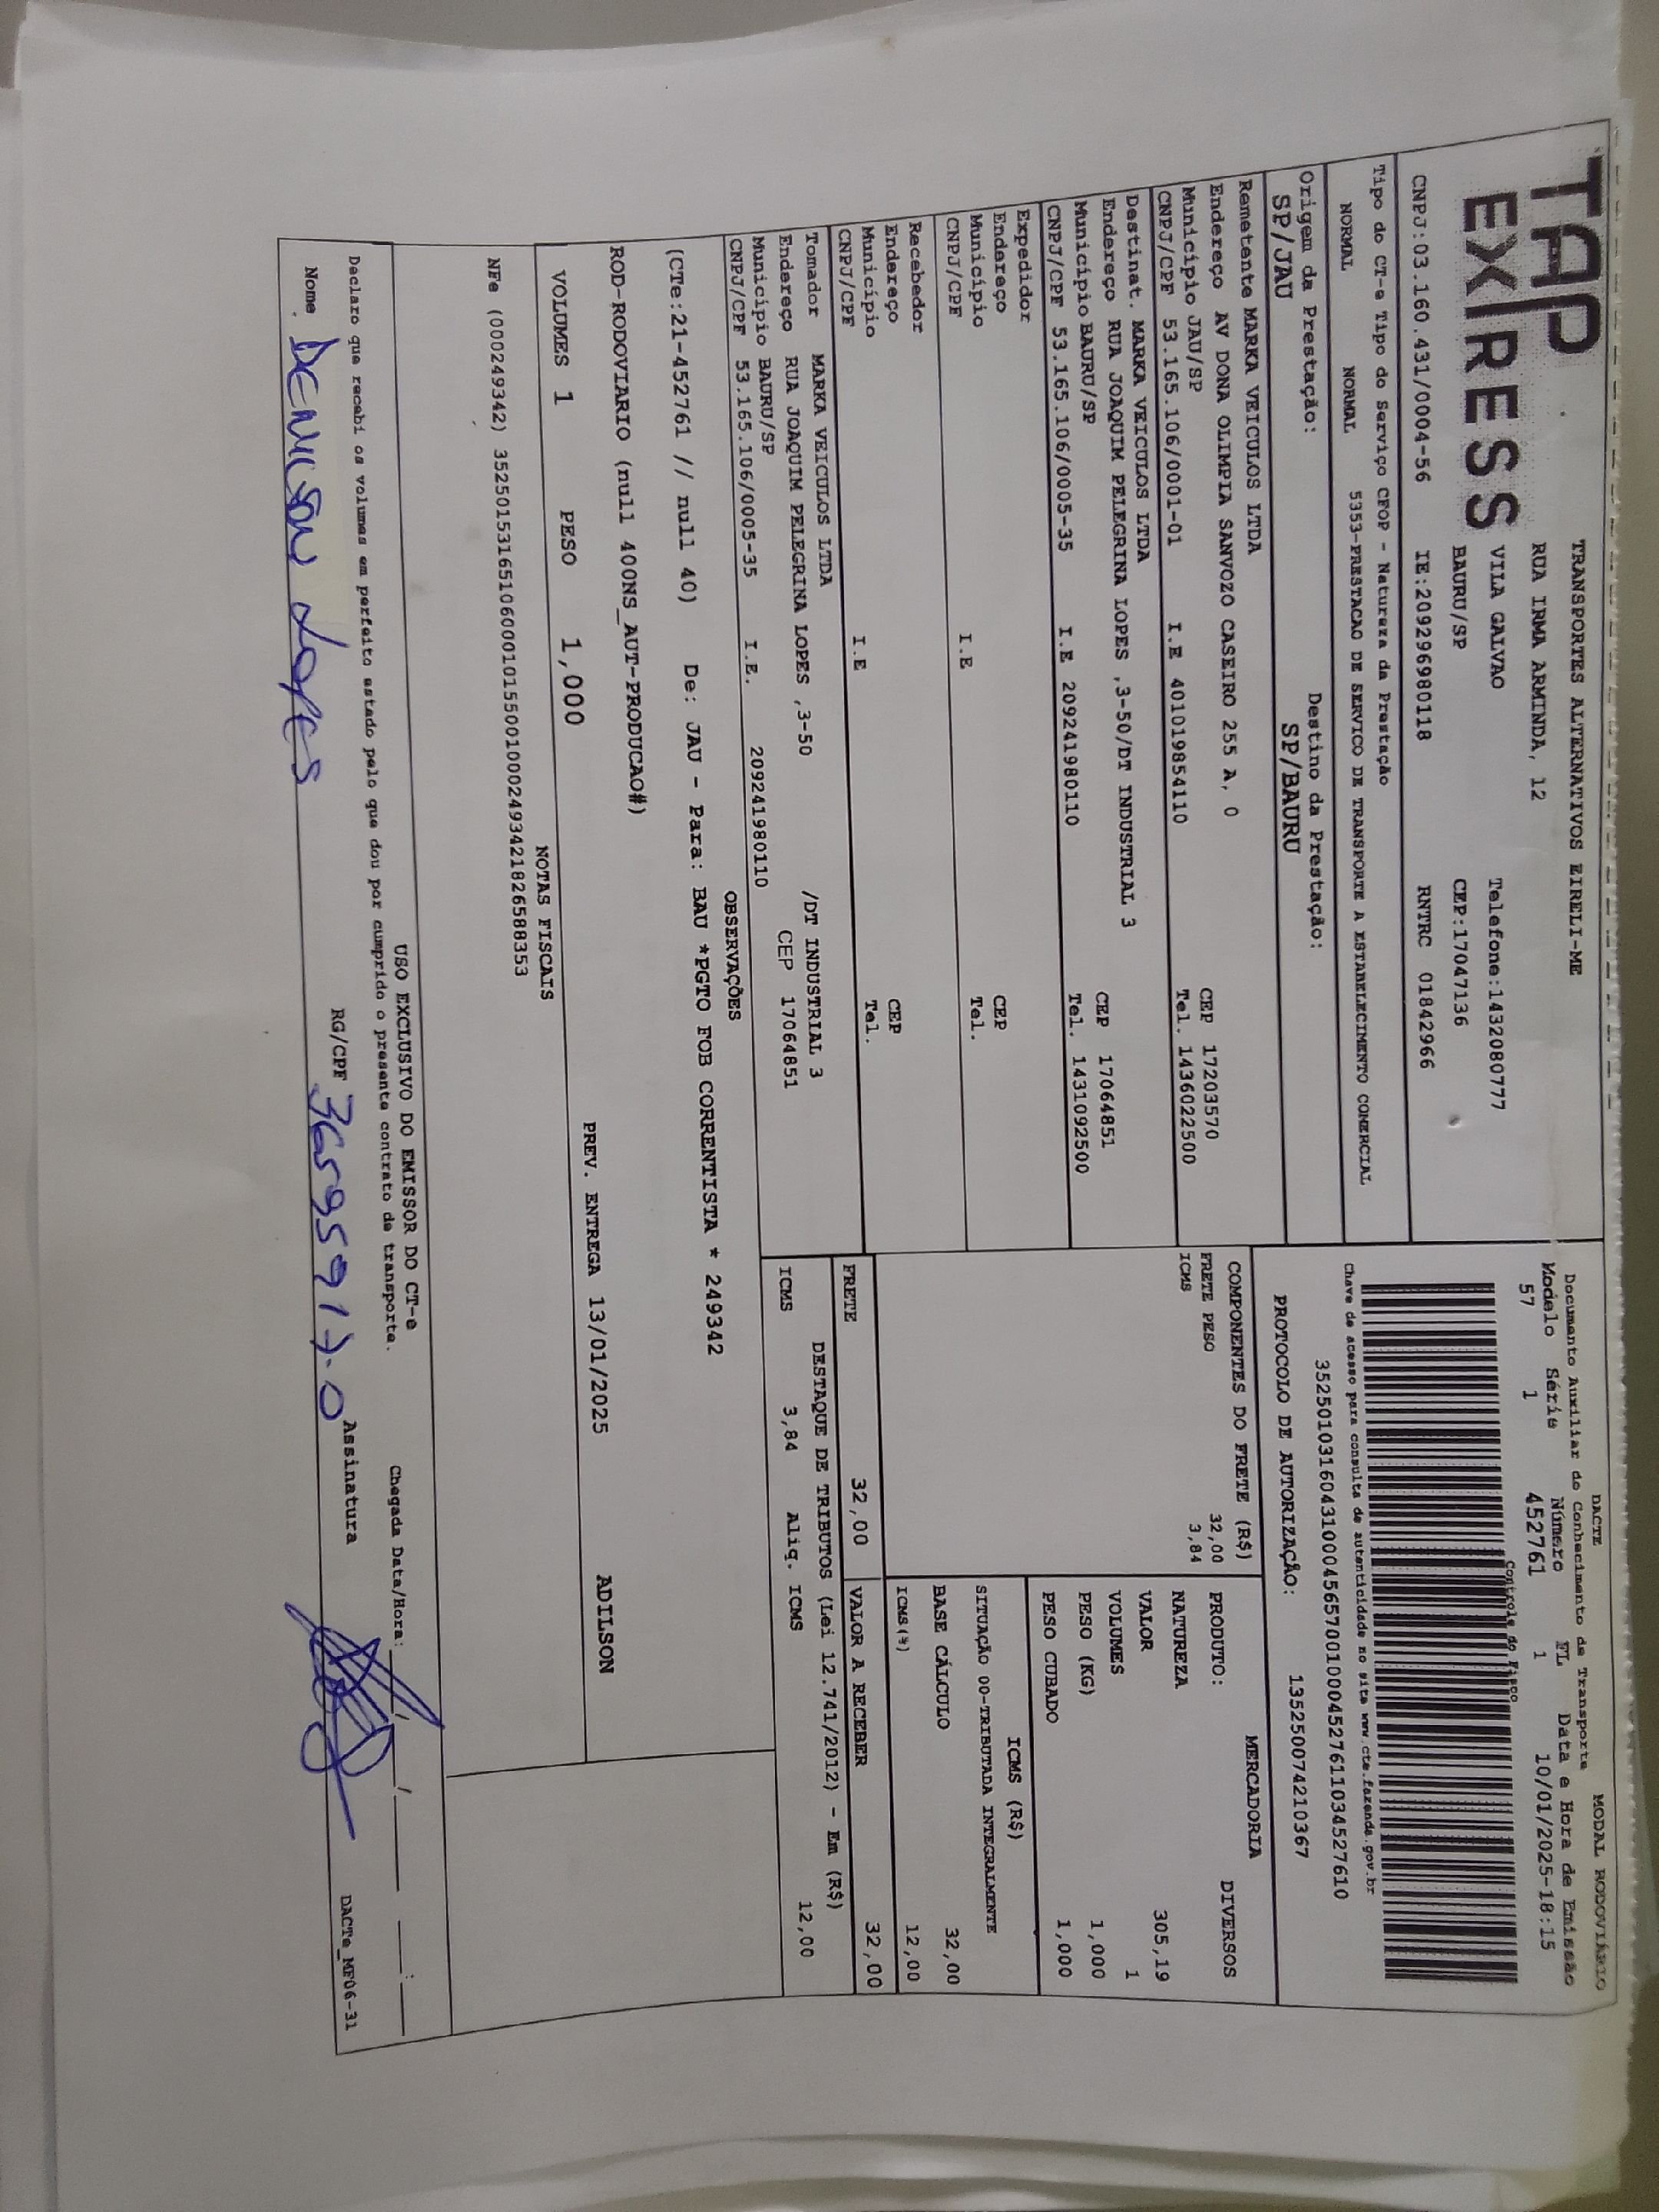 TAP
EXPRESS
TRANSPORTES ALTERNATIVOS EIRELI-ME
RUA IRMA ARMINDA, 12
VILA GALVAO Telefone:1432080777
BAURU/SP CEP:17047136
CNPJ:03.160.431/0004-56 IE:209296980118 RNTRC 01842966
Tipo do CT-e Tipo do Serviço CFOP - Natureza da Prestação
NORMAL NORMAL 5353-PRESTACAO DE SERVICO DE TRANSPORTE A ESTABELECIMENTO COMERCIAL
Origem da Prestação: Destino da Prestação:
SP/JAU SP/BAURU
Remetente MARKA VEICULOS LTDA
Endereço AV DONA OLIMPIA SANVOZO CASEIRO 255 A, 0 CEP 17203570
Município JAU/SP Tel. 1436022500
CNPJ/CPF 53.165.106/0001-01 I.E 401019854110
Destinat. MARKA VEICULOS LTDA
Endereço RUA JOAQUIM PELEGRINA LOPES ,3-50/DT INDUSTRIAL 3 CEP 17064851
Município BAURU/SP Tel. 1431092500
CNPJ/CPF 53.165.106/0005-35 I.E 209241980110
Expedidor
Endereço CEP
Município Tel.
CNPJ/CPF I.E
Recebedor
Endereço CEP
Município Tel.
CNPJ/CPF I.E
Tomador MARKA VEICULOS LTDA
Endereço RUA JOAQUIM PELEGRINA LOPES ,3-50 /DT INDUSTRIAL 3
Município BAURU/SP CEP 17064851
CNPJ/CPF 53.165.106/0005-35 I.E. 209241980110
DACTE MODAL RODOVIÁRIO
Documento Auxiliar do Conhecimento de Transporte
Modelo Série Número FL Data e Hora de Emissão
57 1 452761 1 1 10/01/2025-18:15
Controle do Fisco
Chave de acesso para consulta de autenticidade no site www.cte.fazenda.gov.br
35250103160431000456570010004527611034527610
PROTOCOLO DE AUTORIZAÇÃO: 135250074210367
COMPONENTES DO FRETE (R$)
FRETE PESO 32,00
ICMS 3,84
MERCADORIA
PRODUTO: DIVERSOS
NATUREZA
VALOR 305,19
VOLUMES 1
PESO (KG) 1,000
PESO CUBADO 1,000
ICMS (R$)
SITUAÇÃO 00-TRIBUTADA INTEGRALMENTE
BASE CÁLCULO 32,00
ICMS(%) 12,00
FRETE 32,00 VALOR A RECEBER 32,00
DESTAQUE DE TRIBUTOS (Lei 12.741/2012) - Em (R$)
ICMS 3,84 Aliq. ICMS 12,00
OBSERVAÇÕES
(CTe:21-452761 // null 40) De: JAU - Para: BAU *PGTO FOB CORRENTISTA * 249342
ROD-RODOVIARIO (null 400NS_AUT-PRODUCAO#)
VOLUMES 1 PESO 1,000 PREV. ENTREGA 13/01/2025 ADILSON
NOTAS FISCAIS
NFe (000249342) 35250153165106000101550010002493421826588353
USO EXCLUSIVO DO EMISSOR DO CT-e
Declaro que recebi os volumes em perfeito estado pelo que dou por cumprido o presente contrato de transporte. Chegada Data/Hora: ___/___/___ ___:___
Nome DENICSON LOPES RG/CPF Assinatura DACTe_MF06-31